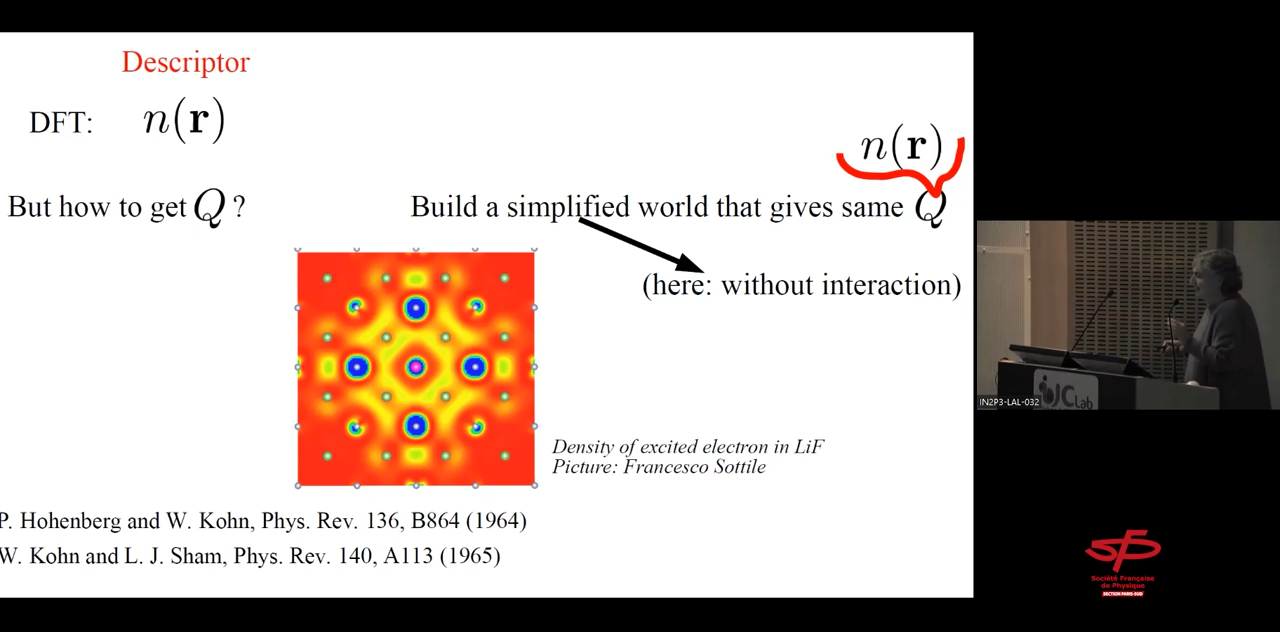 Descriptor
DFT: n(r)
n(r)
But how to get Q ?
Build a simplified world that gives same Q
(here: without interaction)
Density of excited electron in LiF
Picture: Francesco Sottile
P. Hohenberg and W. Kohn, Phys. Rev. 136, B864 (1964)
W. Kohn and L. J. Sham, Phys. Rev. 140, A113 (1965)
IN2P3-LAL-032
JCLab
sfp
Société Française
de Physique
SECTION PARIS-SUD